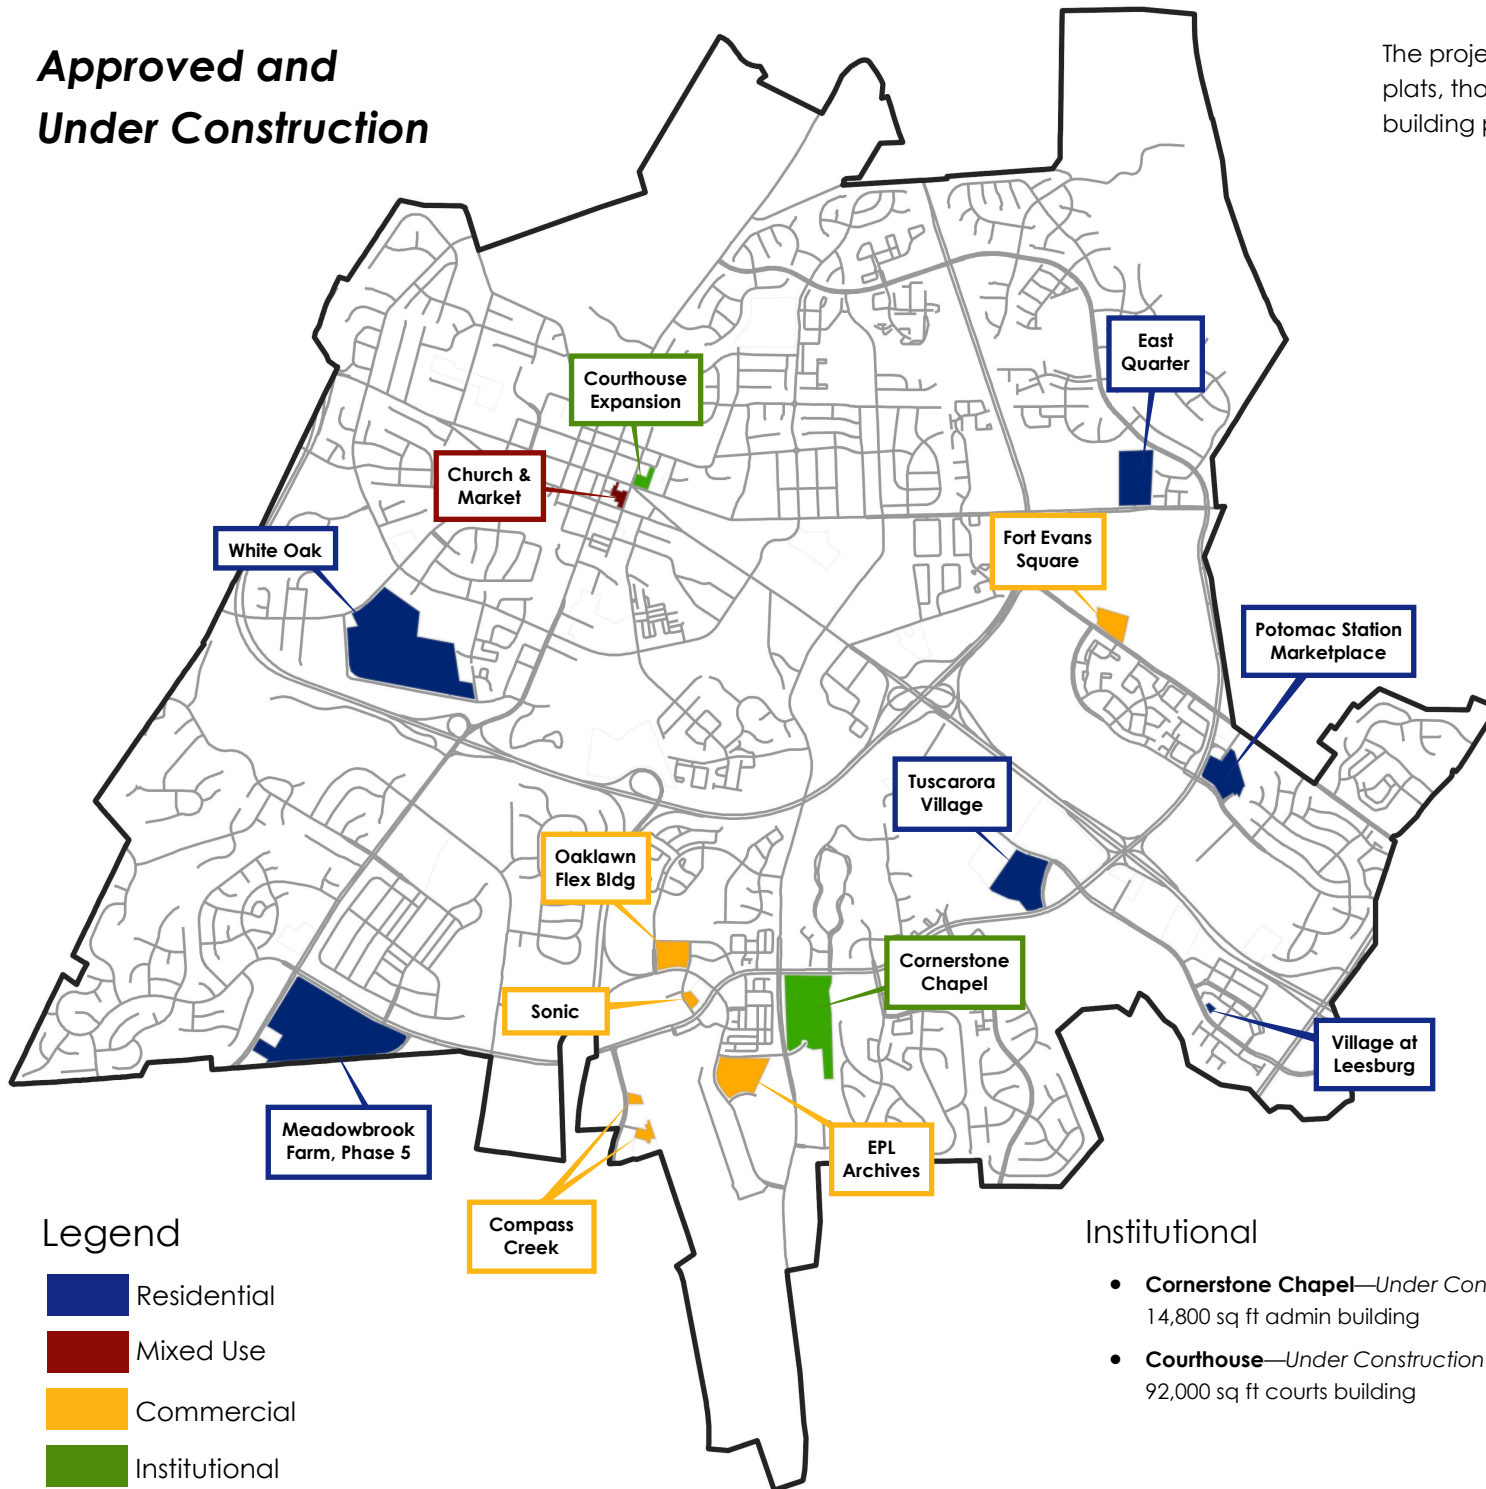 Approved and
Under Construction
The proje
plats, tho
building p
East
Quarter
Courthouse
Expansion
Church &
Market
White Oak
Fort Evans
Square
Potomac Station
Marketplace
Tuscarora
Village
Oaklawn
Flex Bldg
Cornerstone
Chapel
Sonic
Village at
Leesburg
Meadowbrook
Farm, Phase 5
EPL
Archives
Compass
Creek
Legend
Residential
Mixed Use
Commercial
Institutional
Institutional
• Cornerstone Chapel—Under Con
14,800 sq ft admin building
• Courthouse—Under Construction
92,000 sq ft courts building